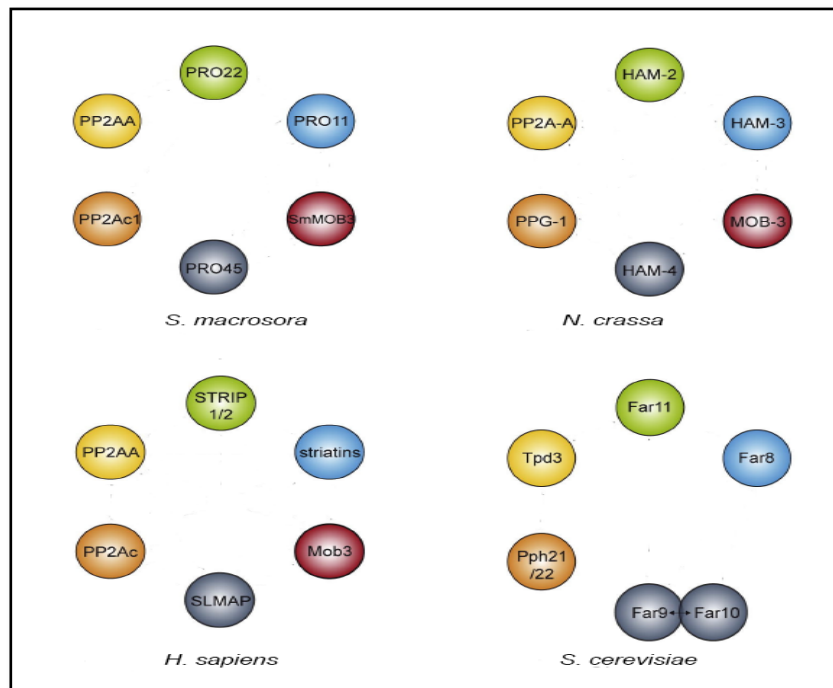 PRO22
PP2AA
PRO11
PP2Ac1
SmMOB3
PRO45
S. macrosora
HAM-2
PP2A-A
HAM-3
PPG-1
MOB-3
HAM-4
N. crassa
STRIP
1/2
PP2AA
striatins
PP2Ac
Mob3
SLMAP
H. sapiens
Far11
Tpd3
Far8
Pph21
/22
Far9
Far10
S. cerevisiae